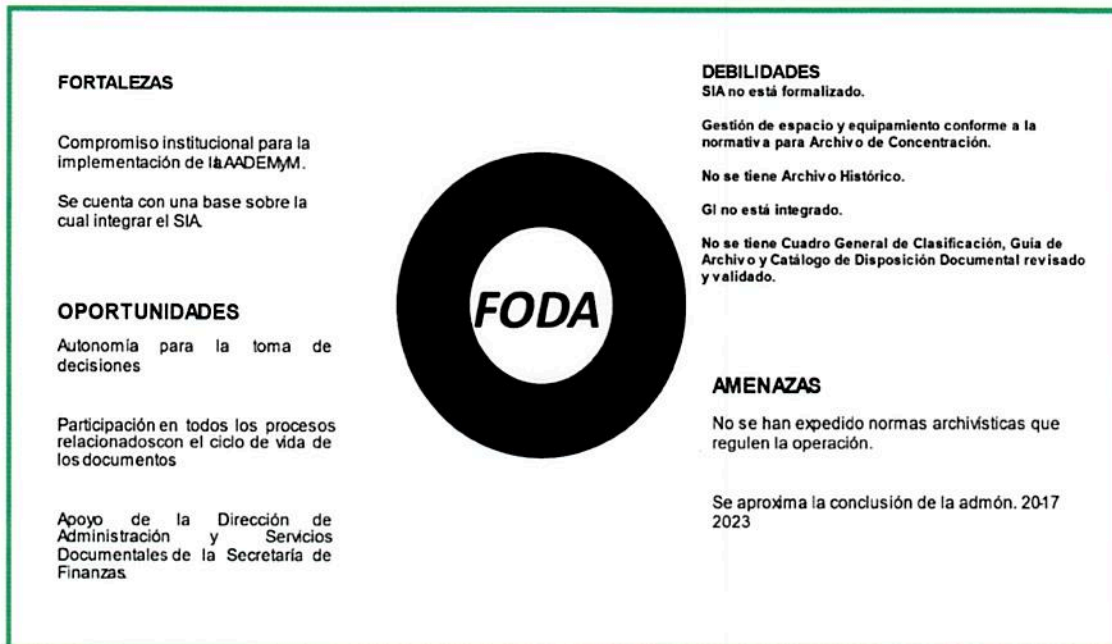 FORTALEZAS
Compromiso institucional para la
implementación de la LAADEMyM.
Se cuenta con una base sobre la
cual integrar el SIA.
OPORTUNIDADES
Autonomía para la toma de
decisiones
Participación en todos los procesos
relacionadoscon el ciclo de vida de
los documentos
Apoyo de la Dirección de
Administración y Servicios
Documentales de la Secretaría de
Finanzas.
FODA
DEBILIDADES
SIA no está formalizado.
Gestión de espacio y equipamiento conforme a la
normativa para Archivo de Concentración.
No se tiene Archivo Histórico.
GI no está integrado.
No se tiene Cuadro General de Clasificación, Guía de
Archivo y Catálogo de Disposición Documental revisado
y validado.
AMENAZAS
No se han expedido normas archivísticas que
regulen la operación.
Se aproxima la conclusión de la admón. 2017
2023